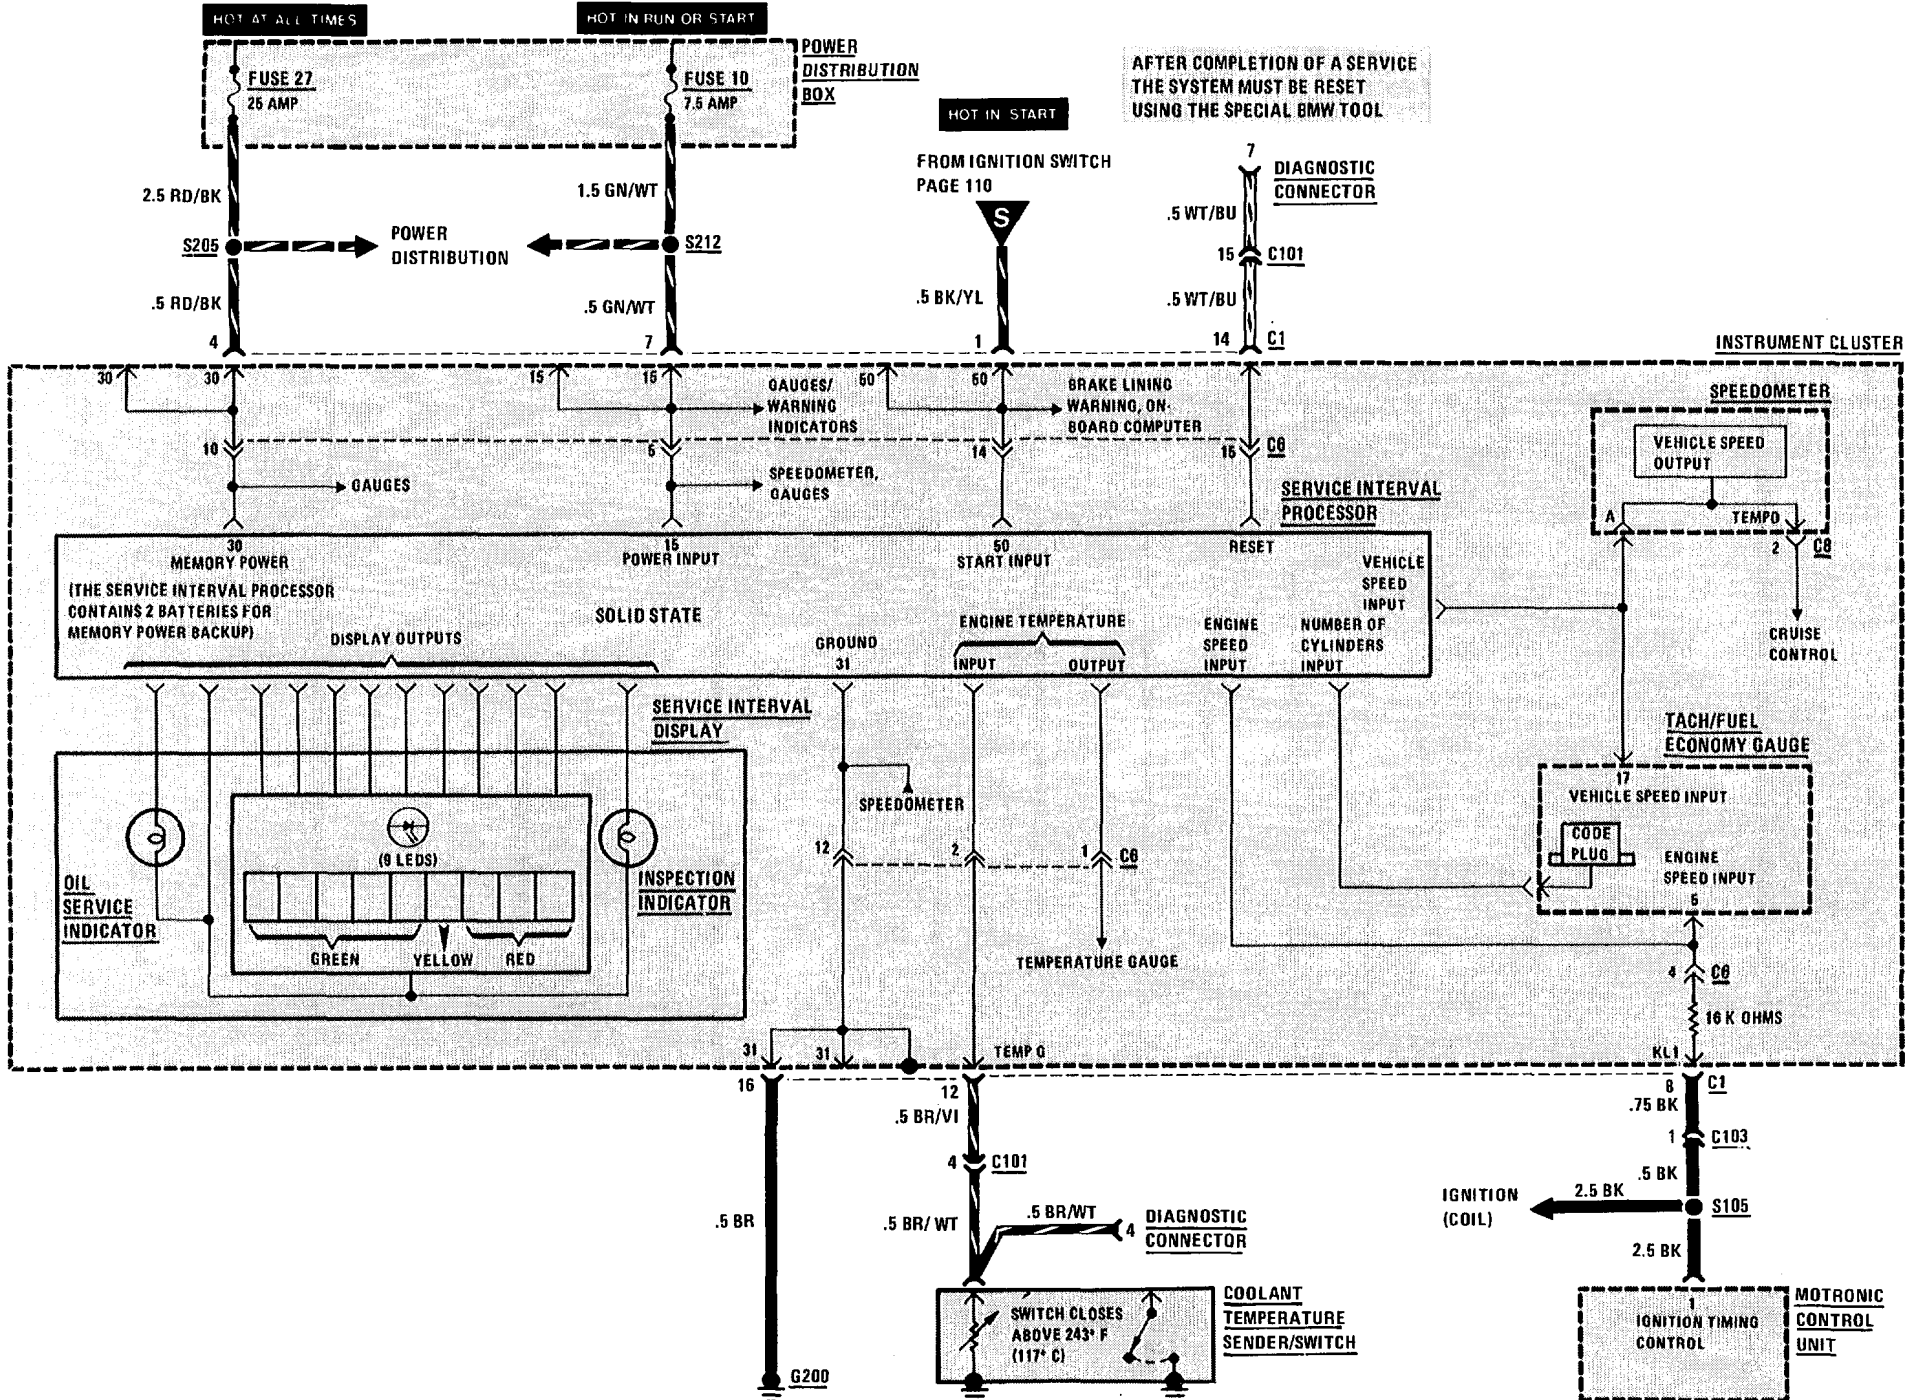 HOT AT ALL TIMES
HOT IN RUN OR START
POWER
DISTRIBUTION
BOX
FUSE 27
25 AMP
FUSE 10
7.5 AMP
HOT IN START
AFTER COMPLETION OF A SERVICE
THE SYSTEM MUST BE RESET
USING THE SPECIAL BMW TOOL
FROM IGNITION SWITCH
PAGE 110
S
7
DIAGNOSTIC
CONNECTOR
2.5 RD/BK
1.5 GN/WT
.5 WT/BU
S205
POWER
DISTRIBUTION
S212
15
C101
.5 RD/BK
.5 GN/WT
.5 BK/YL
.5 WT/BU
4
7
1
14
C1
INSTRUMENT CLUSTER
30
30
15
15
50
50
GAUGES/
WARNING
INDICATORS
BRAKE LINING
WARNING, ON-
BOARD COMPUTER
10
5
14
15
C6
GAUGES
SPEEDOMETER,
GAUGES
SERVICE INTERVAL
PROCESSOR
SPEEDOMETER
VEHICLE SPEED
OUTPUT
A
TEMPO
2
C8
CRUISE
CONTROL
30
MEMORY POWER
(THE SERVICE INTERVAL PROCESSOR
CONTAINS 2 BATTERIES FOR
MEMORY POWER BACKUP)
15
POWER INPUT
50
START INPUT
RESET
VEHICLE
SPEED
INPUT
SOLID STATE
DISPLAY OUTPUTS
GROUND
31
ENGINE TEMPERATURE
INPUT
OUTPUT
ENGINE
SPEED
INPUT
NUMBER OF
CYLINDERS
INPUT
SERVICE INTERVAL
DISPLAY
TACH/FUEL
ECONOMY GAUGE
17
VEHICLE SPEED INPUT
CODE
PLUG
ENGINE
SPEED INPUT
5
SPEEDOMETER
12
2
1
C6
(9 LEDS)
OIL
SERVICE
INDICATOR
INSPECTION
INDICATOR
GREEN
YELLOW
RED
TEMPERATURE GAUGE
4
C6
16 K OHMS
31
31
TEMP G
KL1
16
12
8
C1
.5 BR/VI
.75 BK
4
C101
1
C103
.5 BK
.5 BR
.5 BR/ WT
.5 BR/WT
4
DIAGNOSTIC
CONNECTOR
IGNITION
(COIL)
2.5 BK
S105
2.5 BK
SWITCH CLOSES
ABOVE 243° F
(117° C)
COOLANT
TEMPERATURE
SENDER/SWITCH
1
IGNITION TIMING
CONTROL
MOTRONIC
CONTROL
UNIT
G200